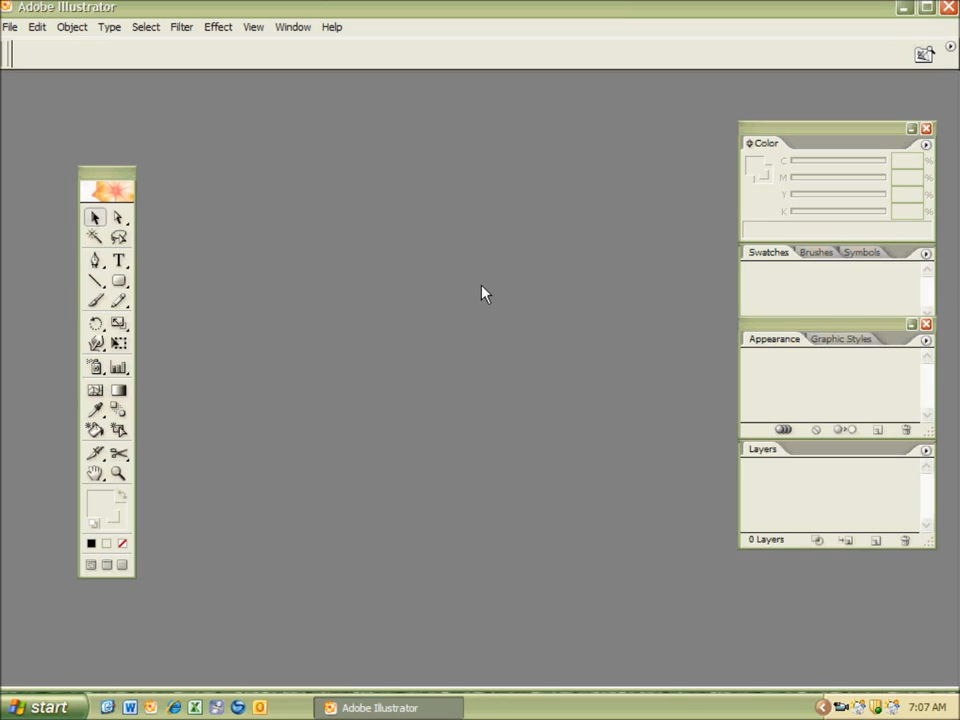 Adobe Illustrator
File Edit Object Type Select Filter Effect View Window Help
Color
C %
M %
Y %
K %
Swatches Brushes Symbols
Appearance Graphic Styles
Layers
0 Layers
start Adobe Illustrator 7:07 AM